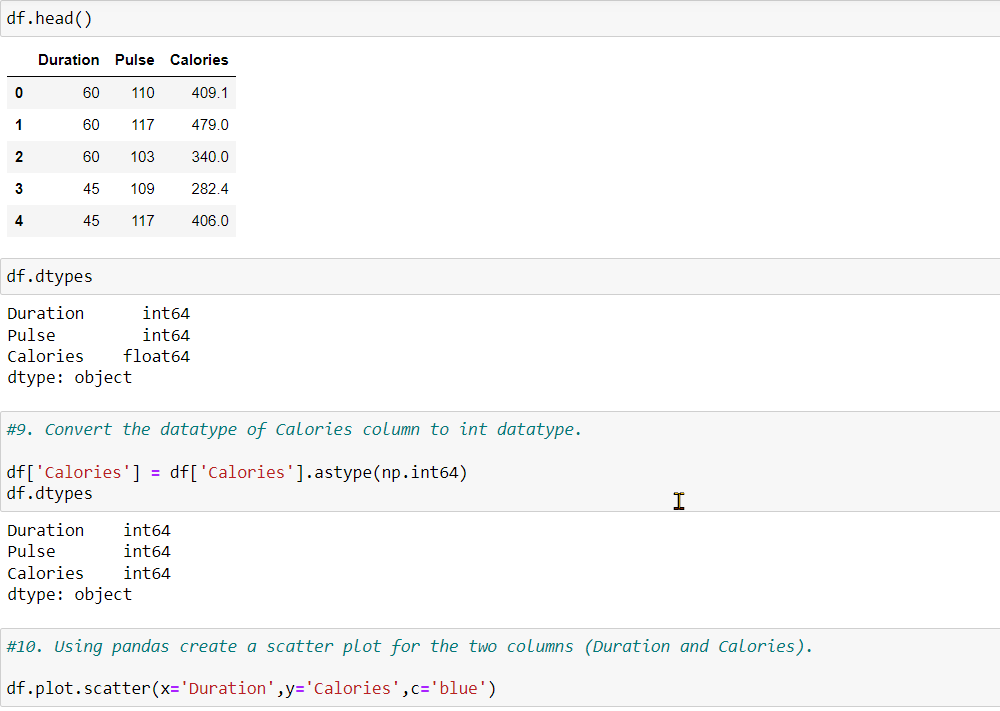 df.head()
Duration Pulse Calories
0 60 110 409.1
1 60 117 479.0
2 60 103 340.0
3 45 109 282.4
4 45 117 406.0
df.dtypes
Duration      int64
Pulse         int64
Calories    float64
dtype: object
#9. Convert the datatype of Calories column to int datatype.
df['Calories'] = df['Calories'].astype(np.int64)
df.dtypes
Duration    int64
Pulse       int64
Calories    int64
dtype: object
#10. Using pandas create a scatter plot for the two columns (Duration and Calories).
df.plot.scatter(x='Duration',y='Calories',c='blue')